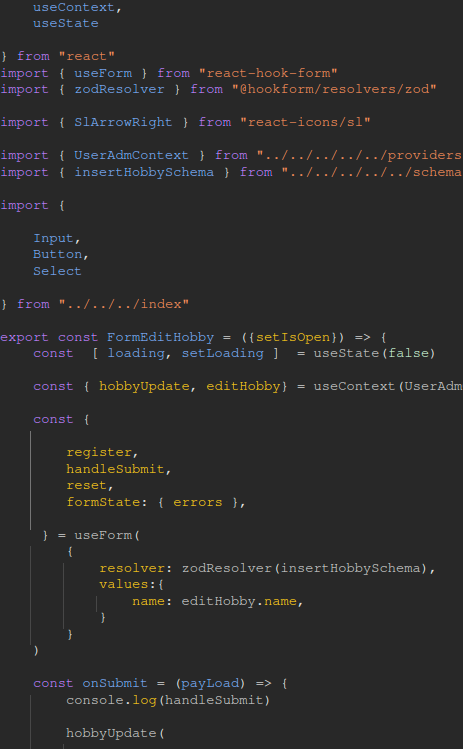 useContext,
useState
} from "react"
import { useForm } from "react-hook-form"
import { zodResolver } from "@hookform/resolvers/zod"
import { SlArrowRight } from "react-icons/sl"
import { UserAdmContext } from "../../../../../providers
import { insertHobbySchema } from "../../../../../schema
import {
Input,
Button,
Select
} from "../../../index"
export const FormEditHobby = ({setIsOpen}) => {
const [ loading, setLoading ] = useState(false)
const { hobbyUpdate, editHobby} = useContext(UserAdm
const {
register,
handleSubmit,
reset,
formState: { errors },
} = useForm(
{
resolver: zodResolver(insertHobbySchema),
values:{
name: editHobby.name,
}
}
)
const onSubmit = (payLoad) => {
console.log(handleSubmit)
hobbyUpdate(